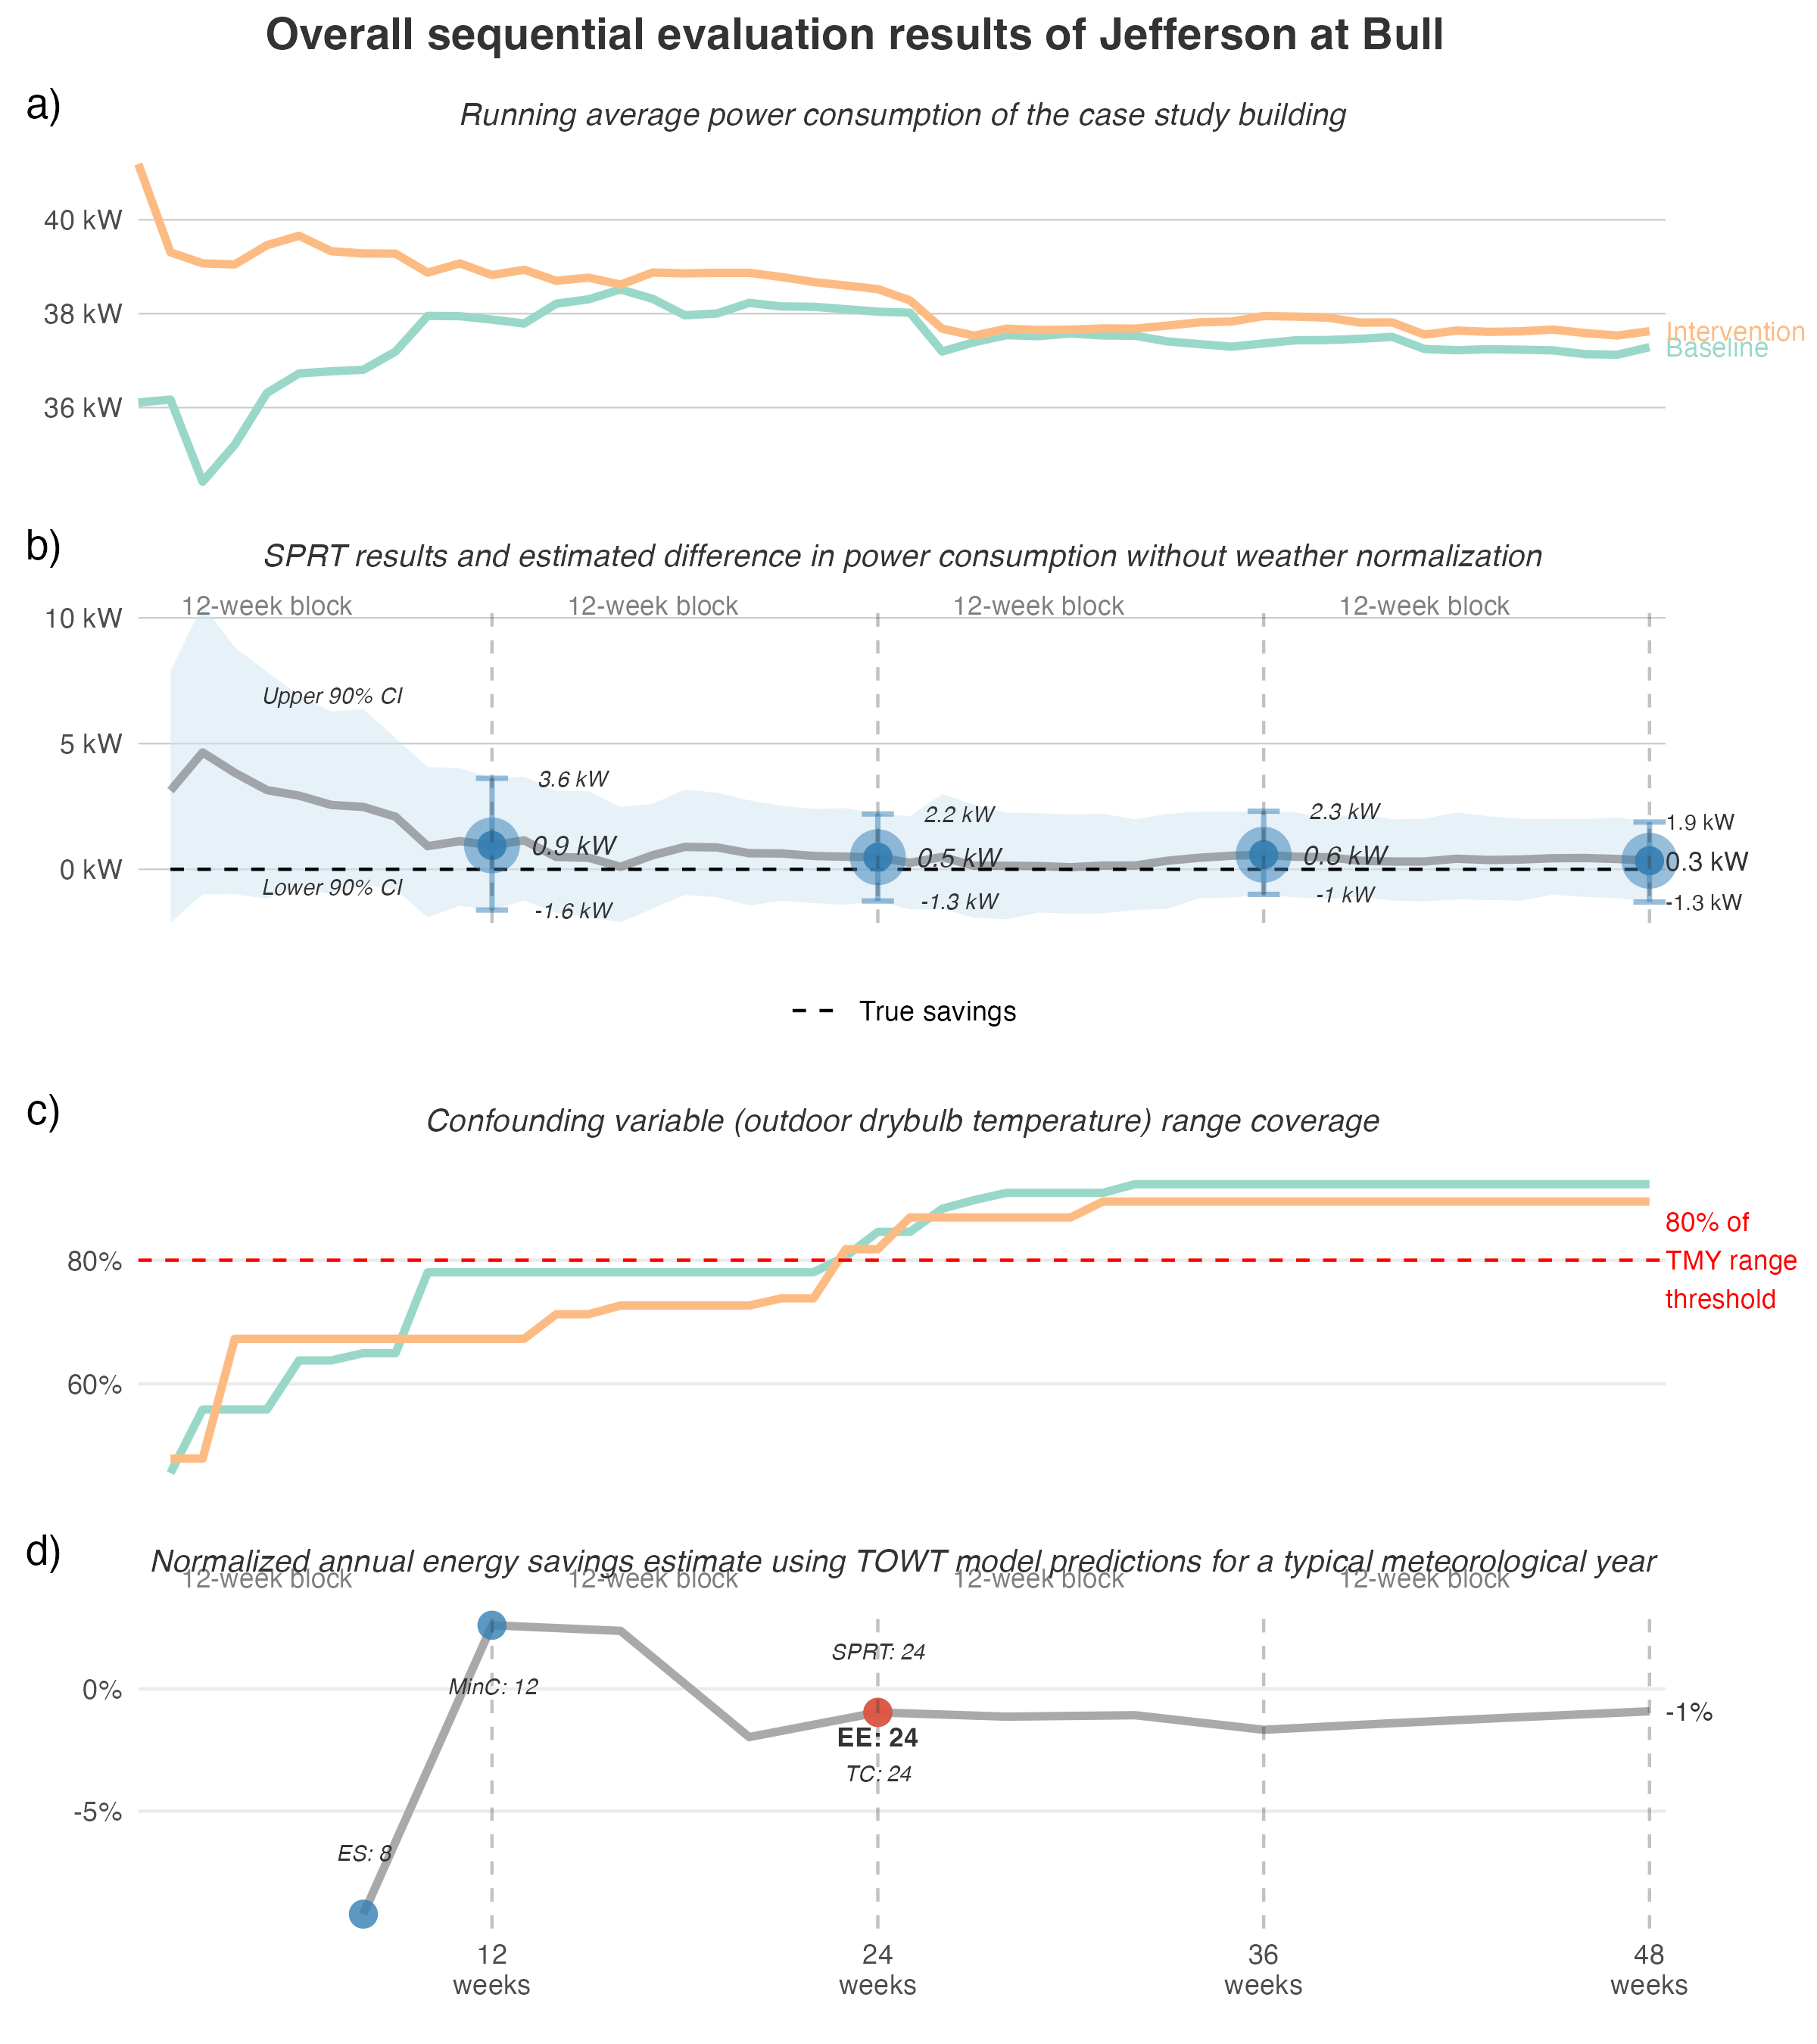 Overall sequential evaluation results of Jefferson at Bull
a)
Running average power consumption of the case study building
40 kW
38 kW
36 kW
Intervention
Baseline
b)
SPRT results and estimated difference in power consumption without weather normalization
12-week block
12-week block
12-week block
12-week block
10 kW
5 kW
0 kW
Upper 90% CI
Lower 90% CI
3.6 kW
0.9 kW
-1.6 kW
2.2 kW
0.5 kW
-1.3 kW
2.3 kW
0.6 kW
-1 kW
1.9 kW
0.3 kW
-1.3 kW
True savings
c)
Confounding variable (outdoor drybulb temperature) range coverage
80%
60%
80% of
TMY range
threshold
d)
Normalized annual energy savings estimate using TOWT model predictions for a typical meteorological year
12-week block
12-week block
12-week block
12-week block
0%
-5%
ES: 8
MinC: 12
SPRT: 24
EE: 24
TC: 24
-1%
12
weeks
24
weeks
36
weeks
48
weeks